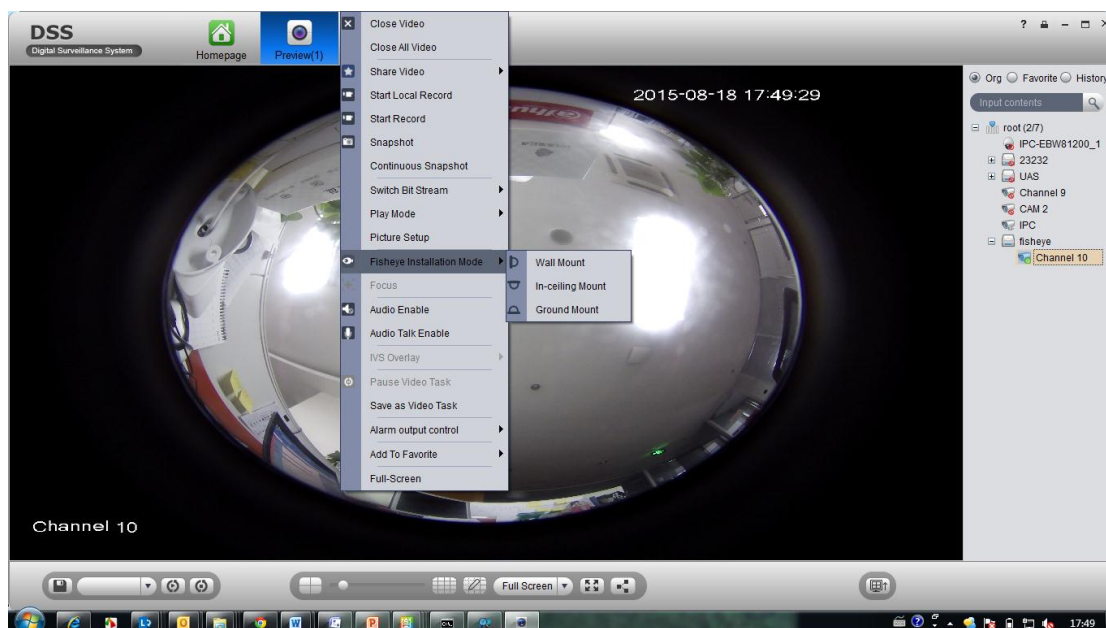 DSS
Digital Surveillance System
Homepage
Preview(1)
?
Close Video
Close All Video
Share Video
Start Local Record
Start Record
Snapshot
Continuous Snapshot
Switch Bit Stream
Play Mode
Picture Setup
Fisheye Installation Mode
Focus
Audio Enable
Audio Talk Enable
IVS Overlay
Pause Video Task
Save as Video Task
Alarm output control
Add To Favorite
Full-Screen
Wall Mount
In-ceiling Mount
Ground Mount
2015-08-18 17:49:29
Channel 10
Org Favorite History
Input contents
root (2/7)
IPC-EBW81200_1
23232
UAS
Channel 9
CAM 2
IPC
fisheye
Channel 10
Full Screen
17:49